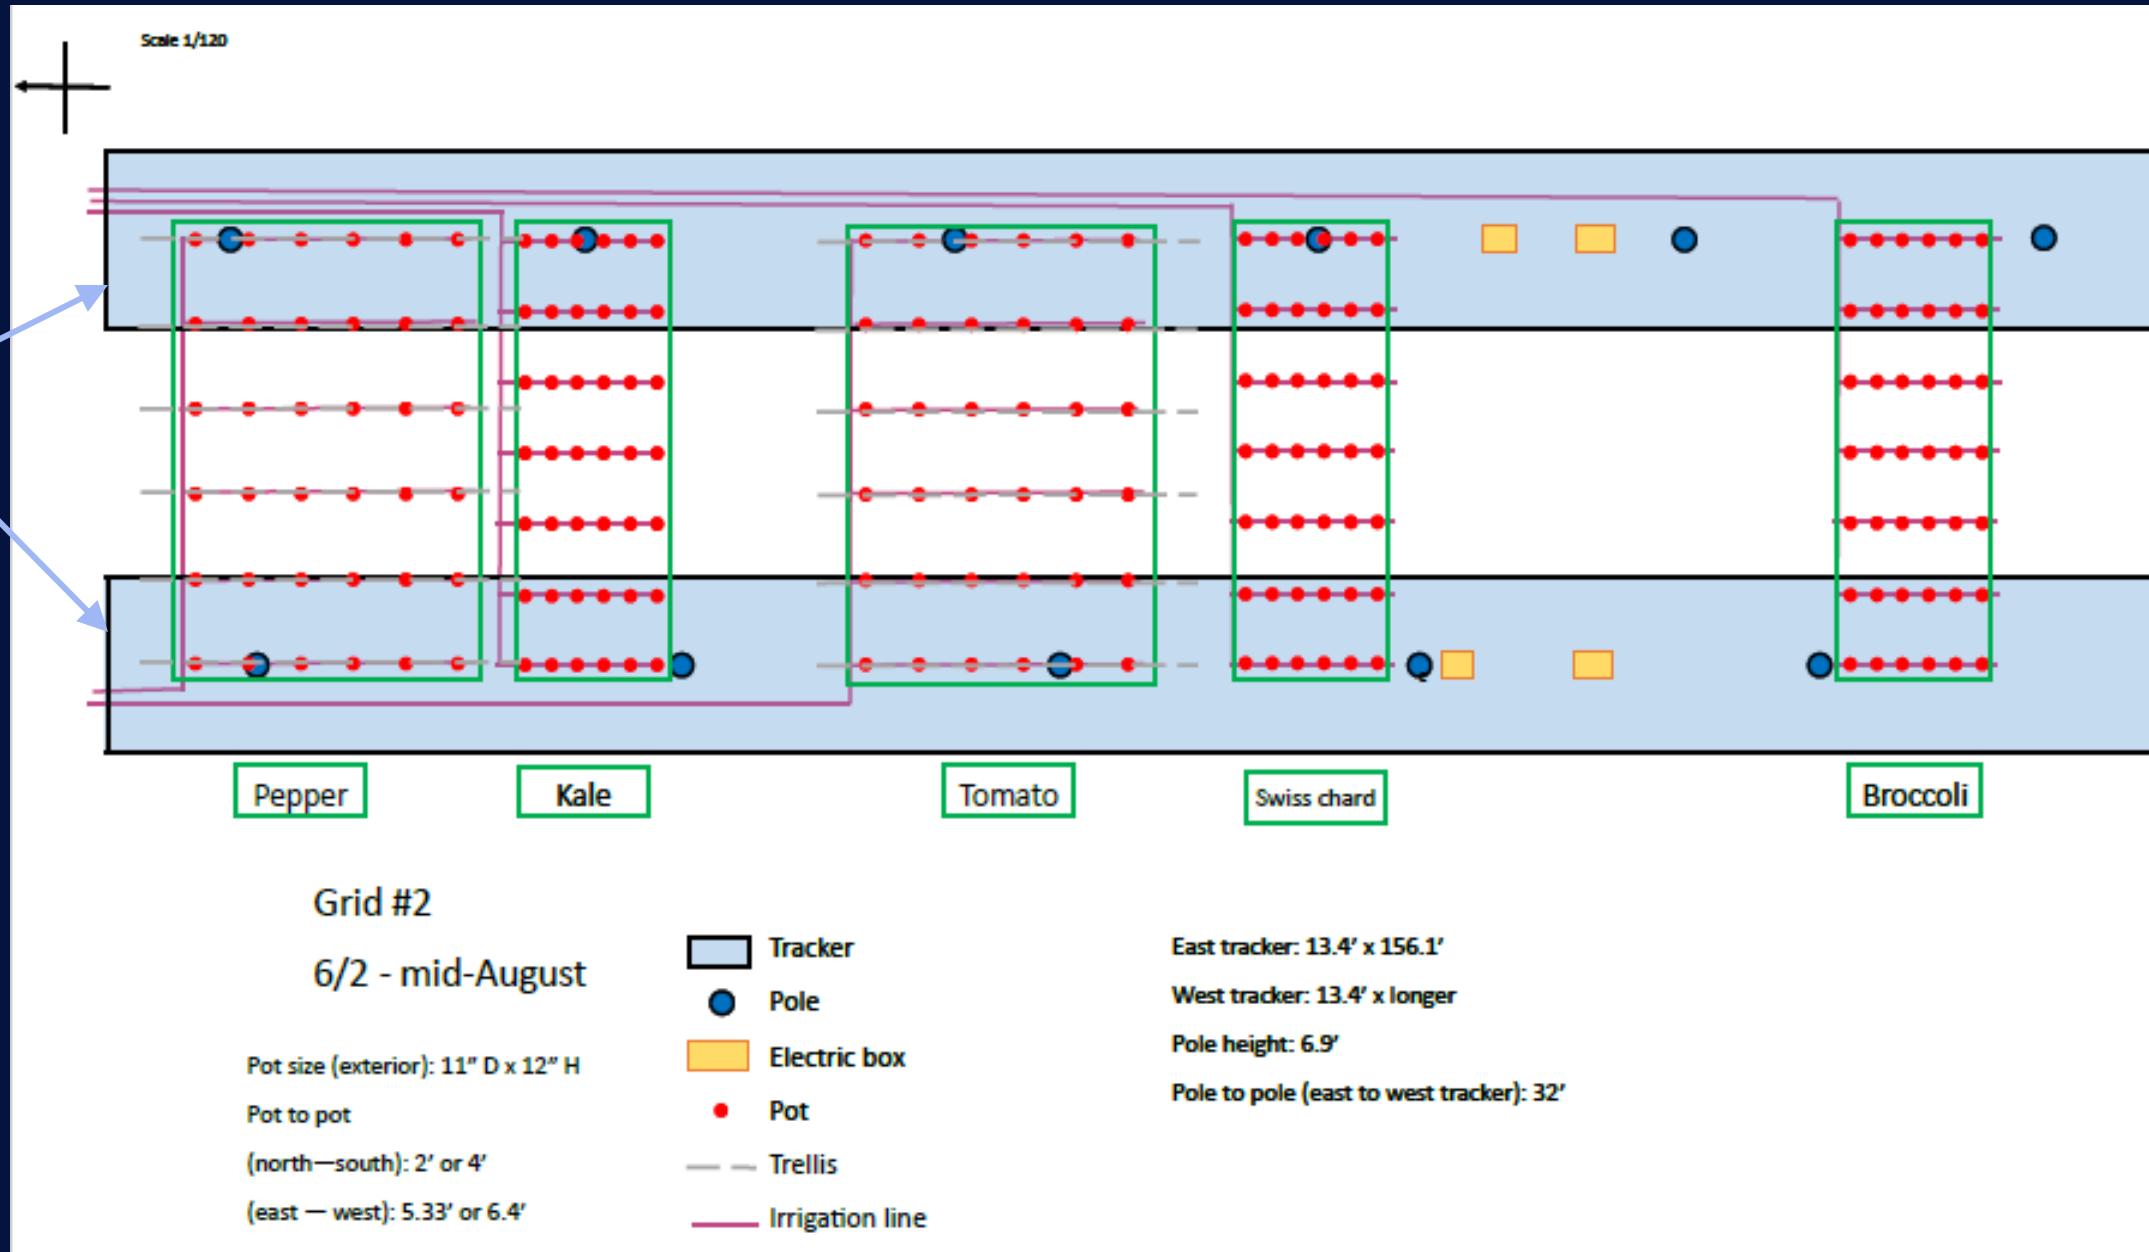 Scale 1/120
Pepper
Kale
Tomato
Swiss chard
Broccoli
Grid #2
6/2 - mid-August
Pot size (exterior): 11" D x 12" H
Pot to pot
(north—south): 2' or 4'
(east — west): 5.33' or 6.4'
Tracker
Pole
Electric box
Pot
Trellis
Irrigation line
East tracker: 13.4' x 156.1'
West tracker: 13.4' x longer
Pole height: 6.9'
Pole to pole (east to west tracker): 32'